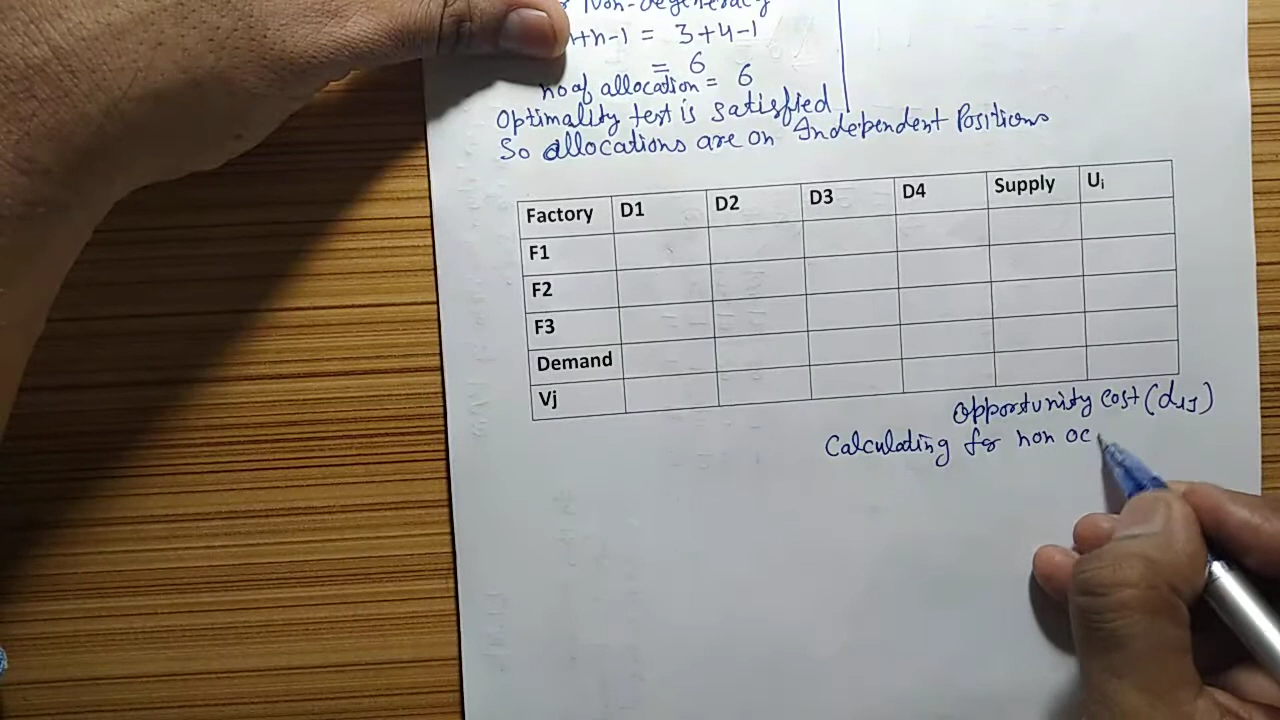 Non-degeneracy
+n-1 = 3+4-1
= 6
no of allocation = 6
Optimality test is satisfied
So allocations are on Independent Positions
Factory D1 D2 D3 D4 Supply Ui
F1
F2
F3
Demand
Vj
Opportunity cost (dij)
Calculating for non oc